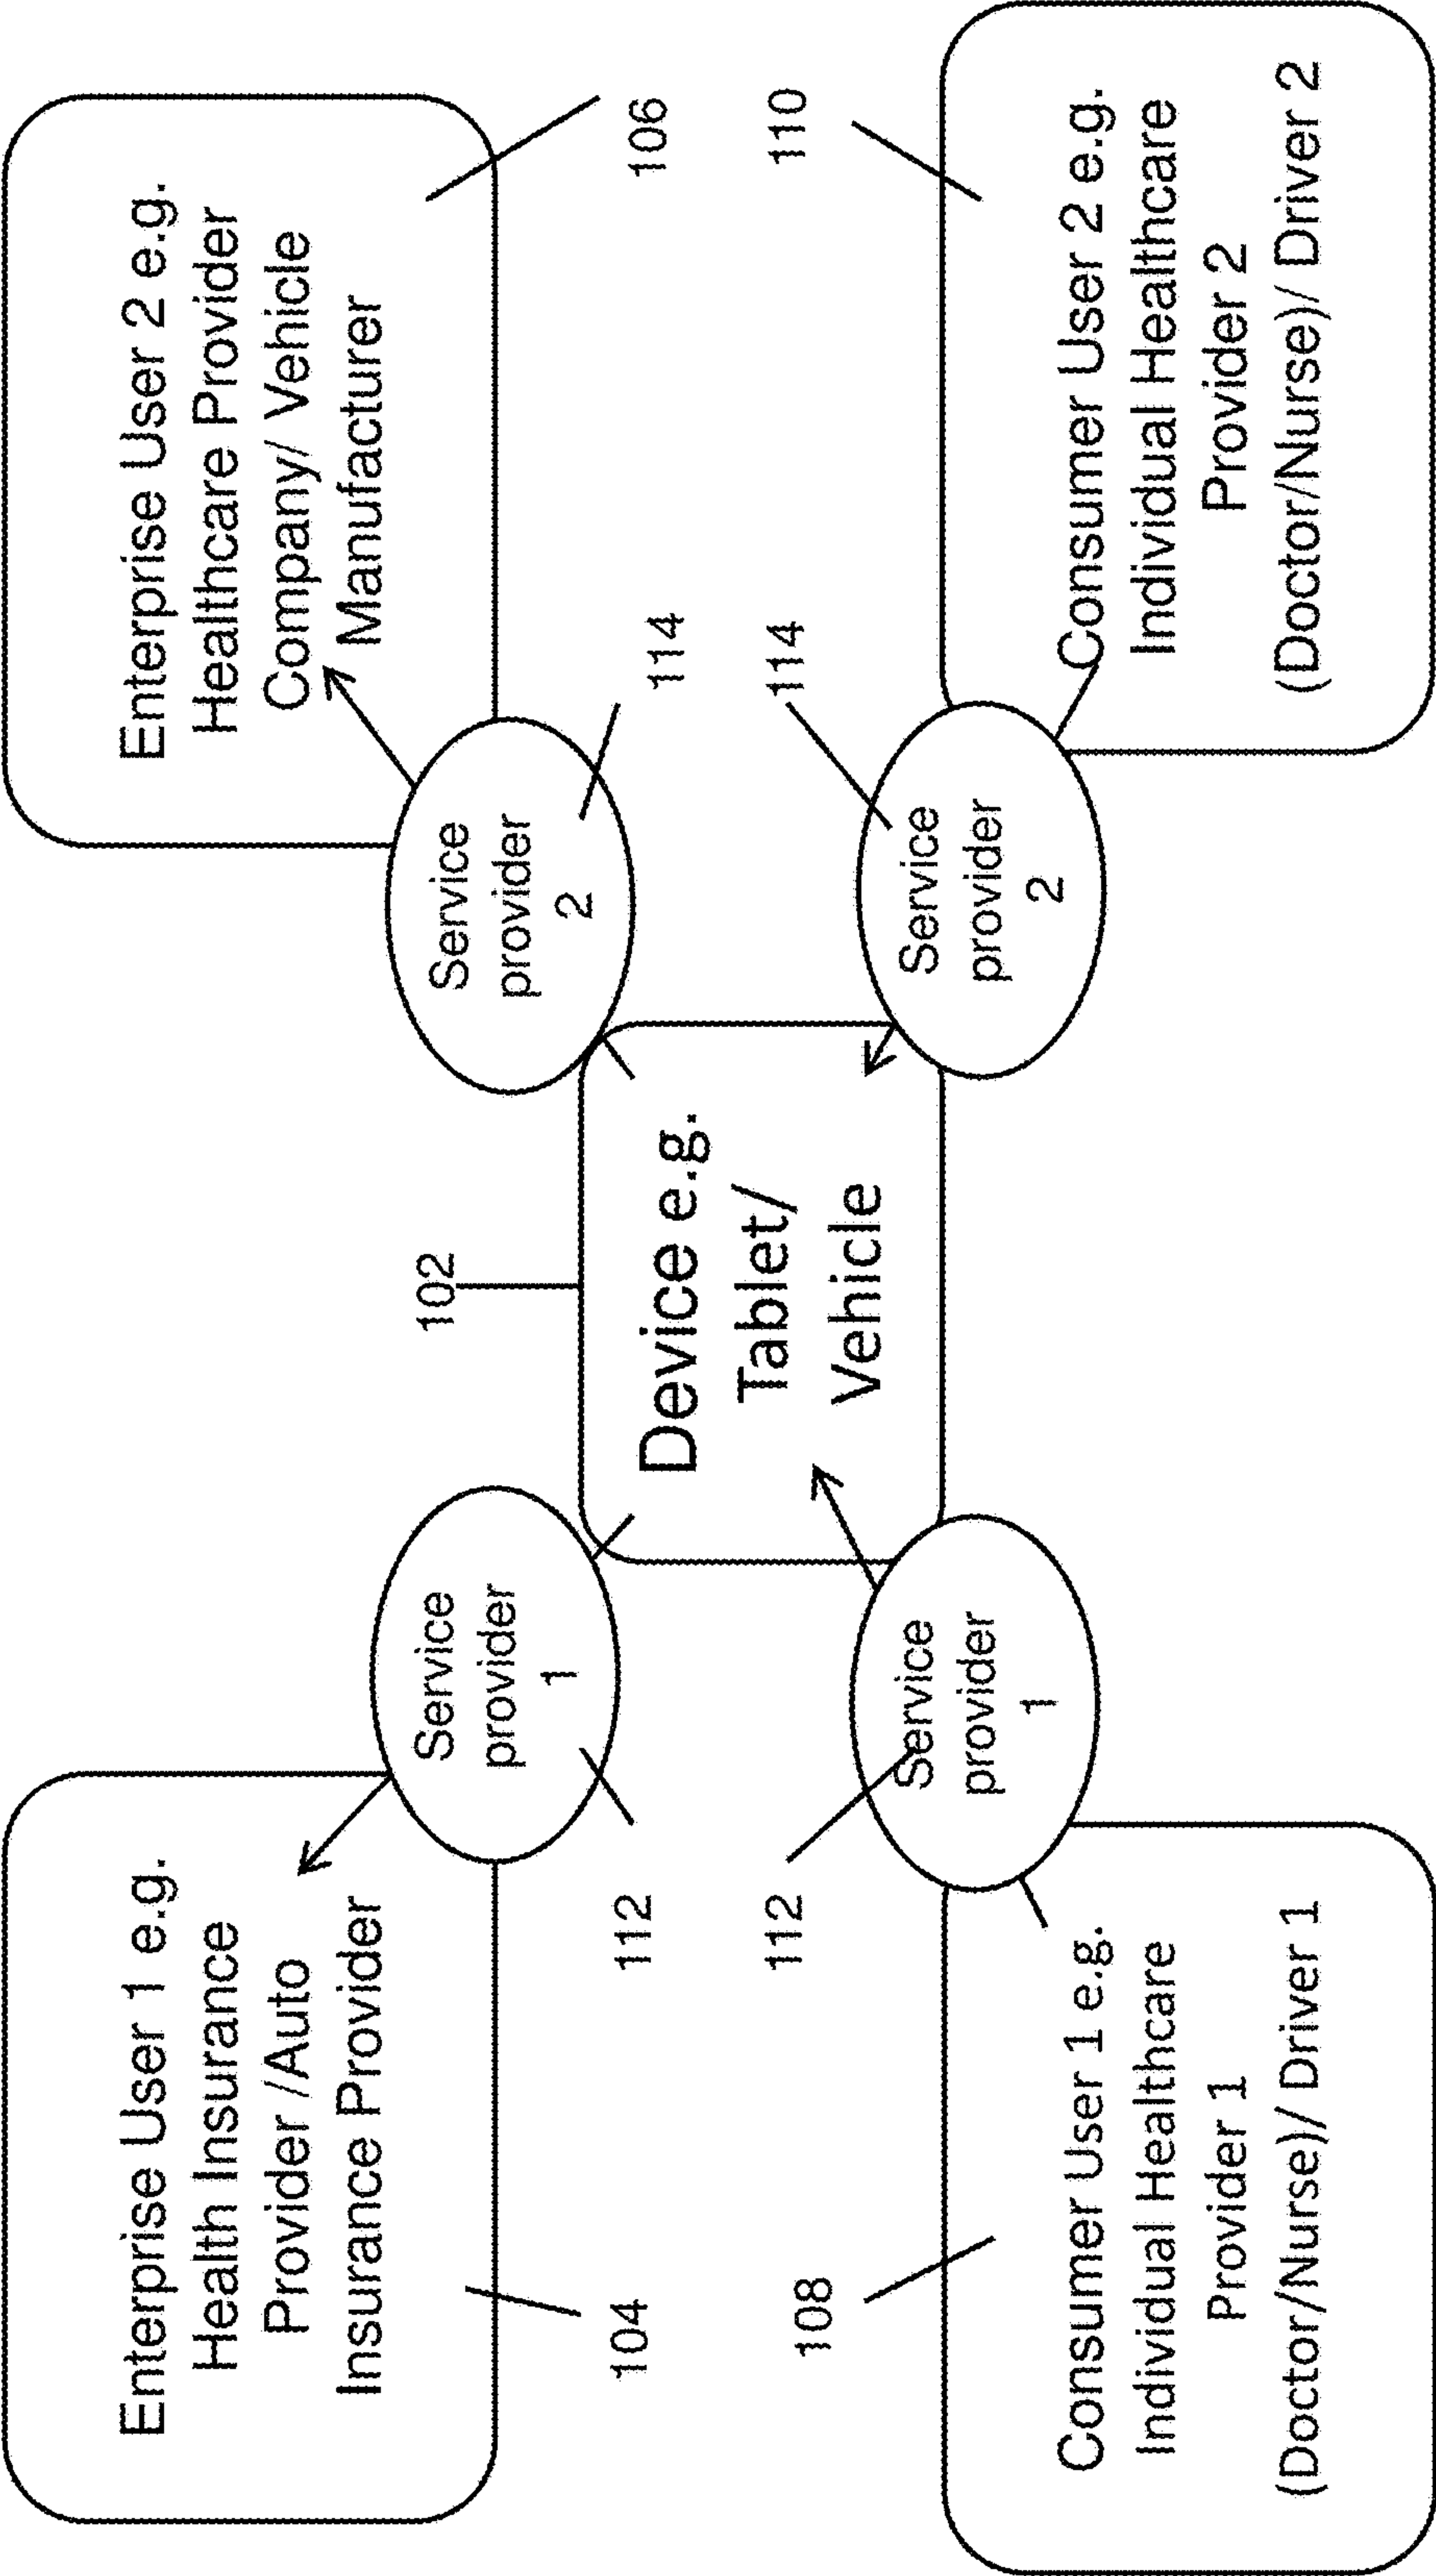 Enterprise User 1 e.g.
Health Insurance
Provider /Auto
Insurance Provider
104
Service
provider
1
112
102
Device e.g.
Tablet/
Vehicle
Service
provider
2
114
Enterprise User 2 e.g.
Healthcare Provider
Company/ Vehicle
Manufacturer
106
108
Consumer User 1 e.g.
Individual Healthcare
Provider 1
(Doctor/Nurse)/ Driver 1
112
Service
provider
1
114
Service
provider
2
110
Consumer User 2 e.g.
Individual Healthcare
Provider 2
(Doctor/Nurse)/ Driver 2